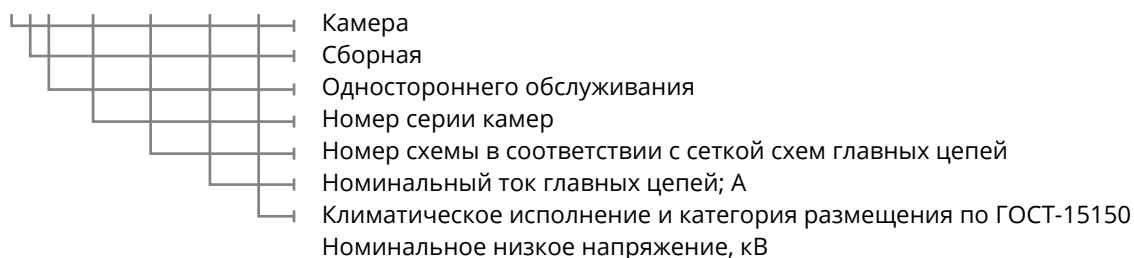 Камера
Сборная
Одностороннего обслуживания
Номер серии камер
Номер схемы в соответствии с сеткой схем главных цепей
Номинальный ток главных цепей; А
Климатическое исполнение и категория размещения по ГОСТ-15150
Номинальное низкое напряжение, кВ